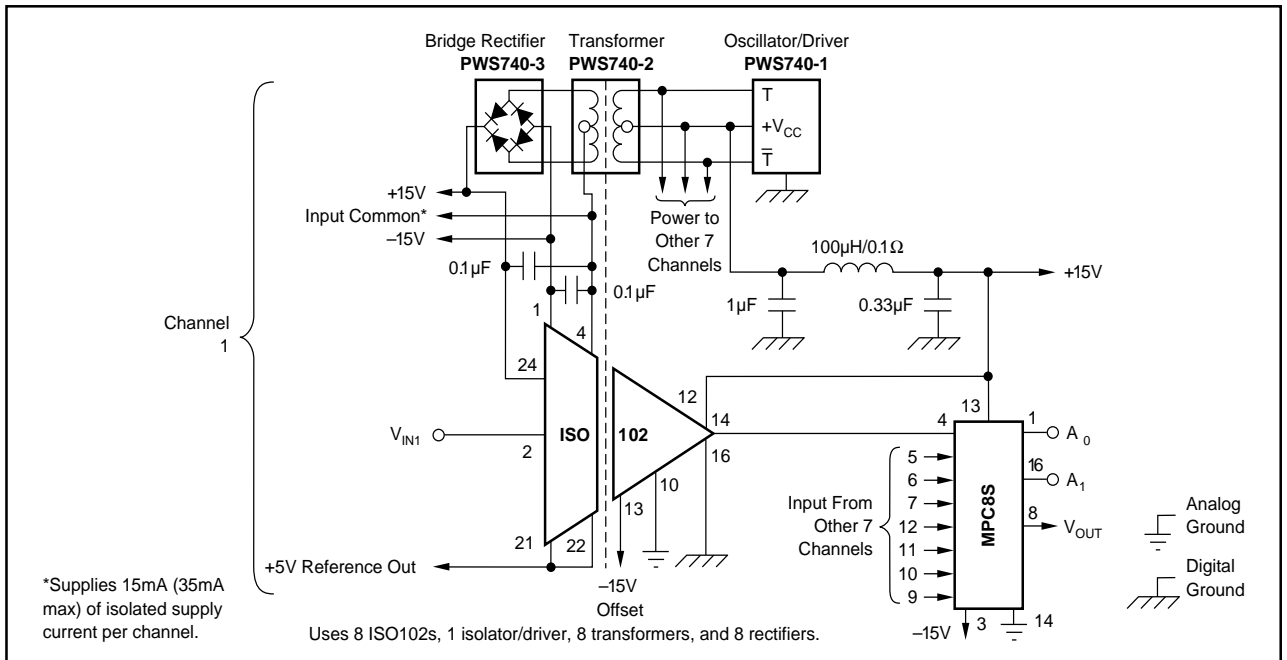 Bridge Rectifier
PWS740-3
Transformer
PWS740-2
Oscillator/Driver
PWS740-1
T
+VCC
T̅
+15V
Input Common*
–15V
Power to
Other 7
Channels
100µH/0.1Ω
+15V
0.1µF
0.1µF
1µF
0.33µF
Channel
1
1
4
24
12
14
13
4
1
A0
VIN1
2
ISO
102
16
5
6
7
12
11
10
9
Input From
Other 7
Channels
MPC8S
16
A1
8
VOUT
10
13
Analog
Ground
21
22
+5V Reference Out
–15V
Offset
–15V
3
14
Digital
Ground
*Supplies 15mA (35mA
max) of isolated supply
current per channel.
Uses 8 ISO102s, 1 isolator/driver, 8 transformers, and 8 rectifiers.